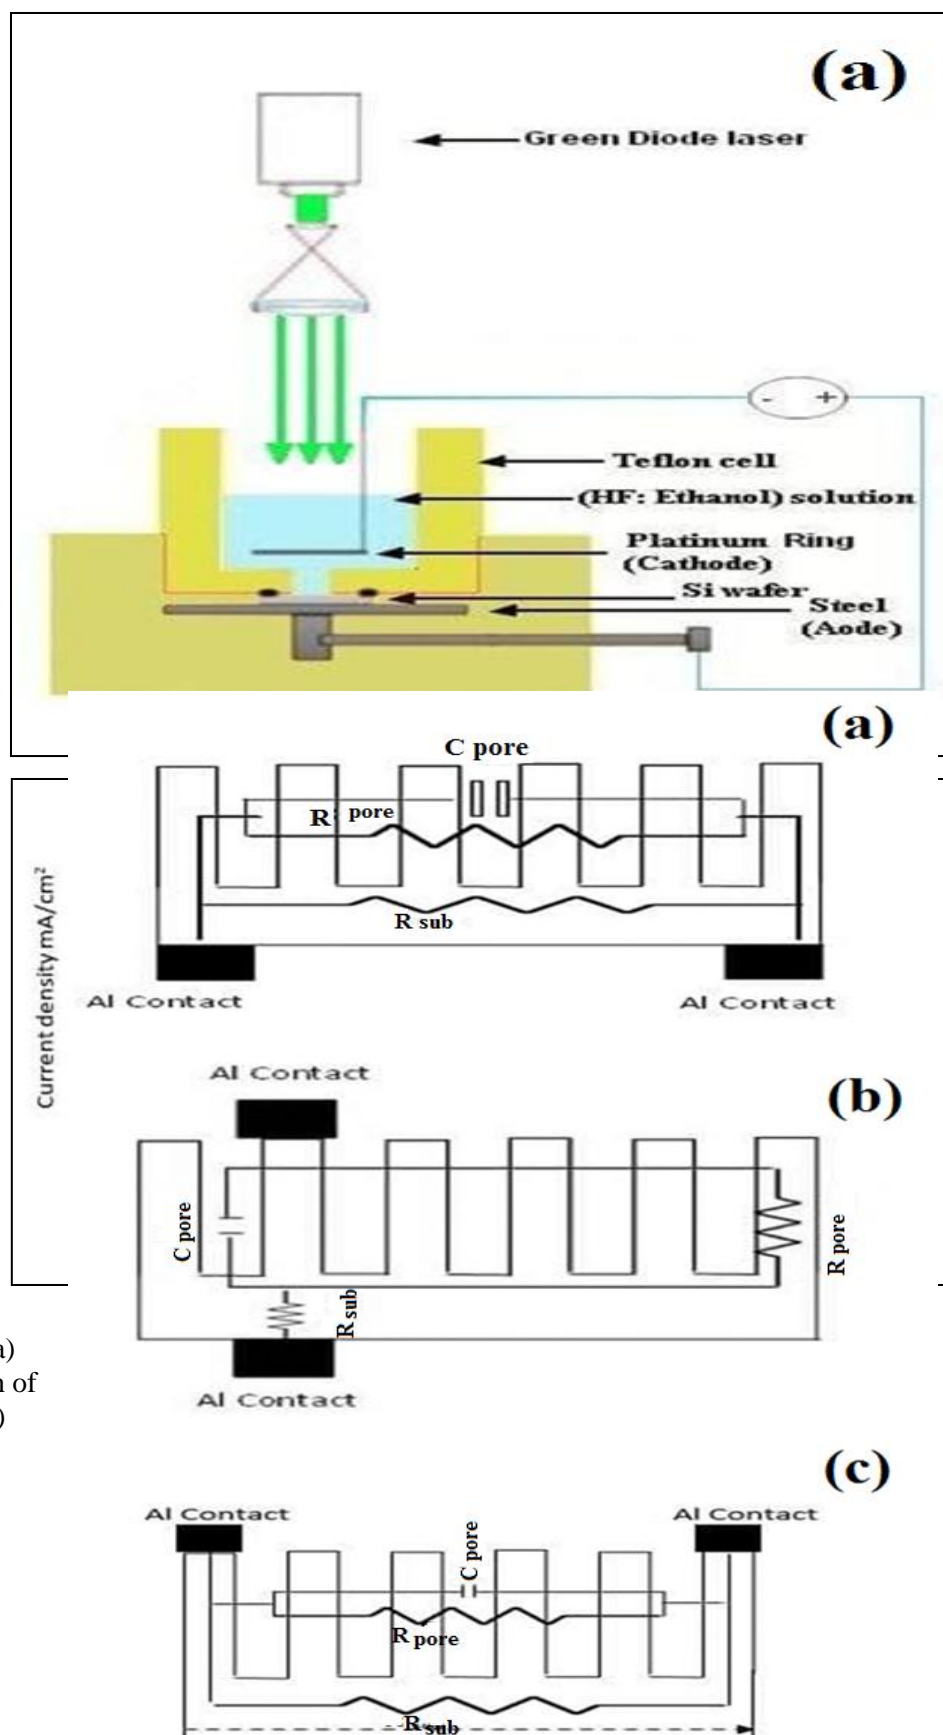 (a)
Green Diode laser
- +
Teflon cell
(HF: Ethanol) solution
Platinum Ring
(Cathode)
Si wafer
Steel
(Aode)
(a)
C pore
R pore
R sub
Al Contact Al Contact
Current density mA/cm²
Al Contact
(b)
C pore
R pore
R sub
Al Contact
a)
n of
)
(c)
Al Contact Al Contact
C pore
R pore
R sub